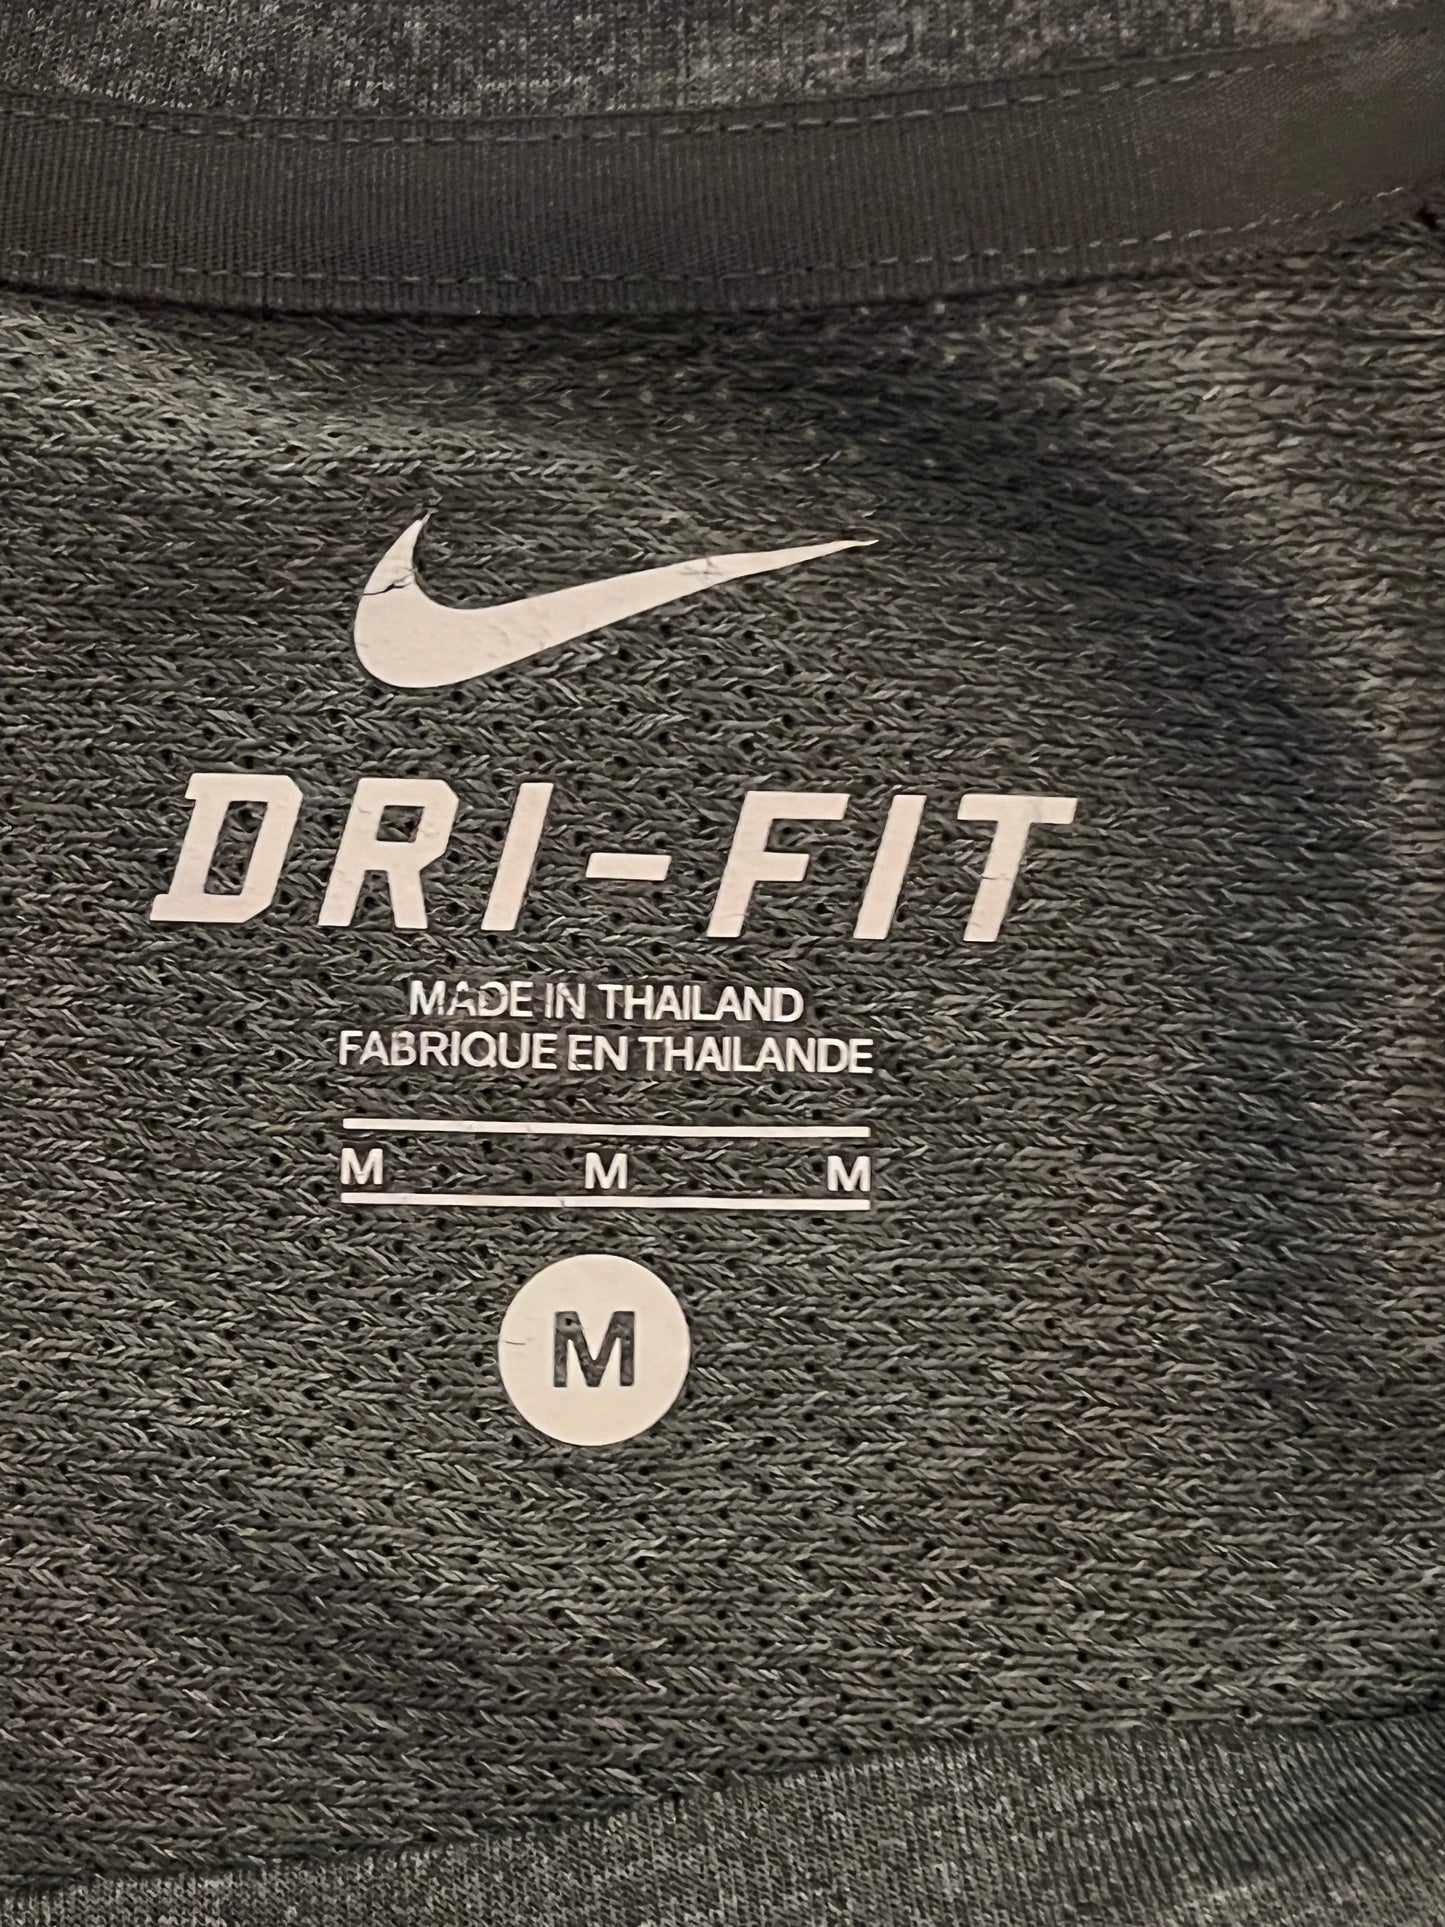 DRI-FIT
MADE IN THAILAND
FABRIQUE EN THAILANDE
M M M
M